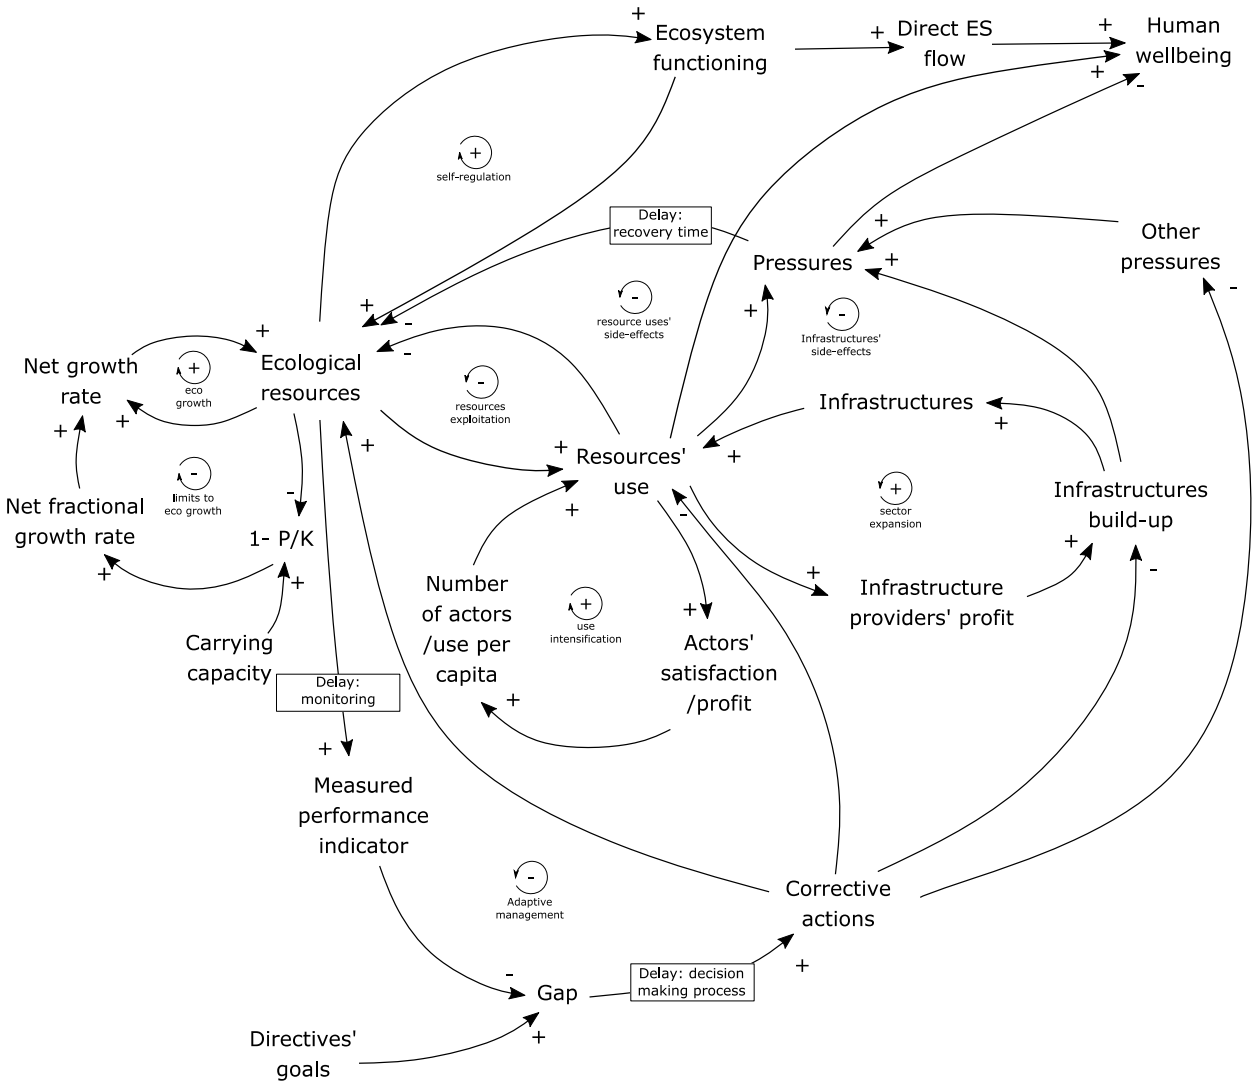 +
Ecosystem
functioning
+
Direct ES
flow
+
Human
wellbeing
+
-
+
self-regulation
Delay:
recovery time
+
Pressures
+
Other
pressures
-
+
-
-
resource uses'
side-effects
+
-
Infrastructures'
side-effects
Net growth
rate
+
+
eco
growth
+
Ecological
resources
-
-
resources
exploitation
Infrastructures
+
+
+
+
Resources'
use
+
Net fractional
growth rate
-
limits to
eco growth
-
1- P/K
+
+
+
-
+
sector
expansion
Infrastructures
build-up
+
-
Number
of actors
/use per
capita
+
use
intensification
+
Infrastructure
providers' profit
Carrying
capacity
+
Actors'
satisfaction
/profit
+
Delay:
monitoring
+
Measured
performance
indicator
-
Adaptive
management
Corrective
actions
+
-
Gap
Delay: decision
making process
+
Directives'
goals